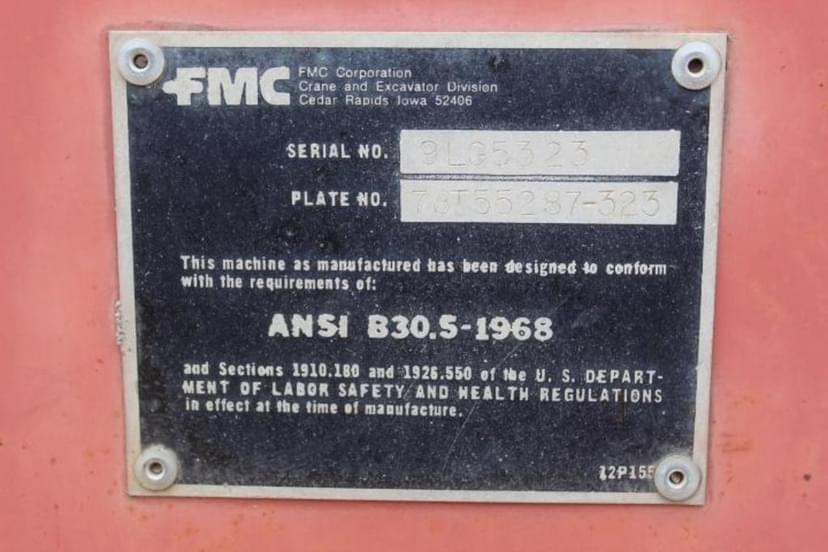 FMC
FMC Corporation
Crane and Excavator Division
Cedar Rapids Iowa 52406
SERIAL NO. 9LG5323
PLATE NO. 78T55287-323
This machine as manufactured has been designed to conform
with the requirements of:
ANSI B30.5-1968
and Sections 1910.180 and 1926.550 of the U. S. DEPART-
MENT OF LABOR SAFETY AND HEALTH REGULATIONS
in effect at the time of manufacture.